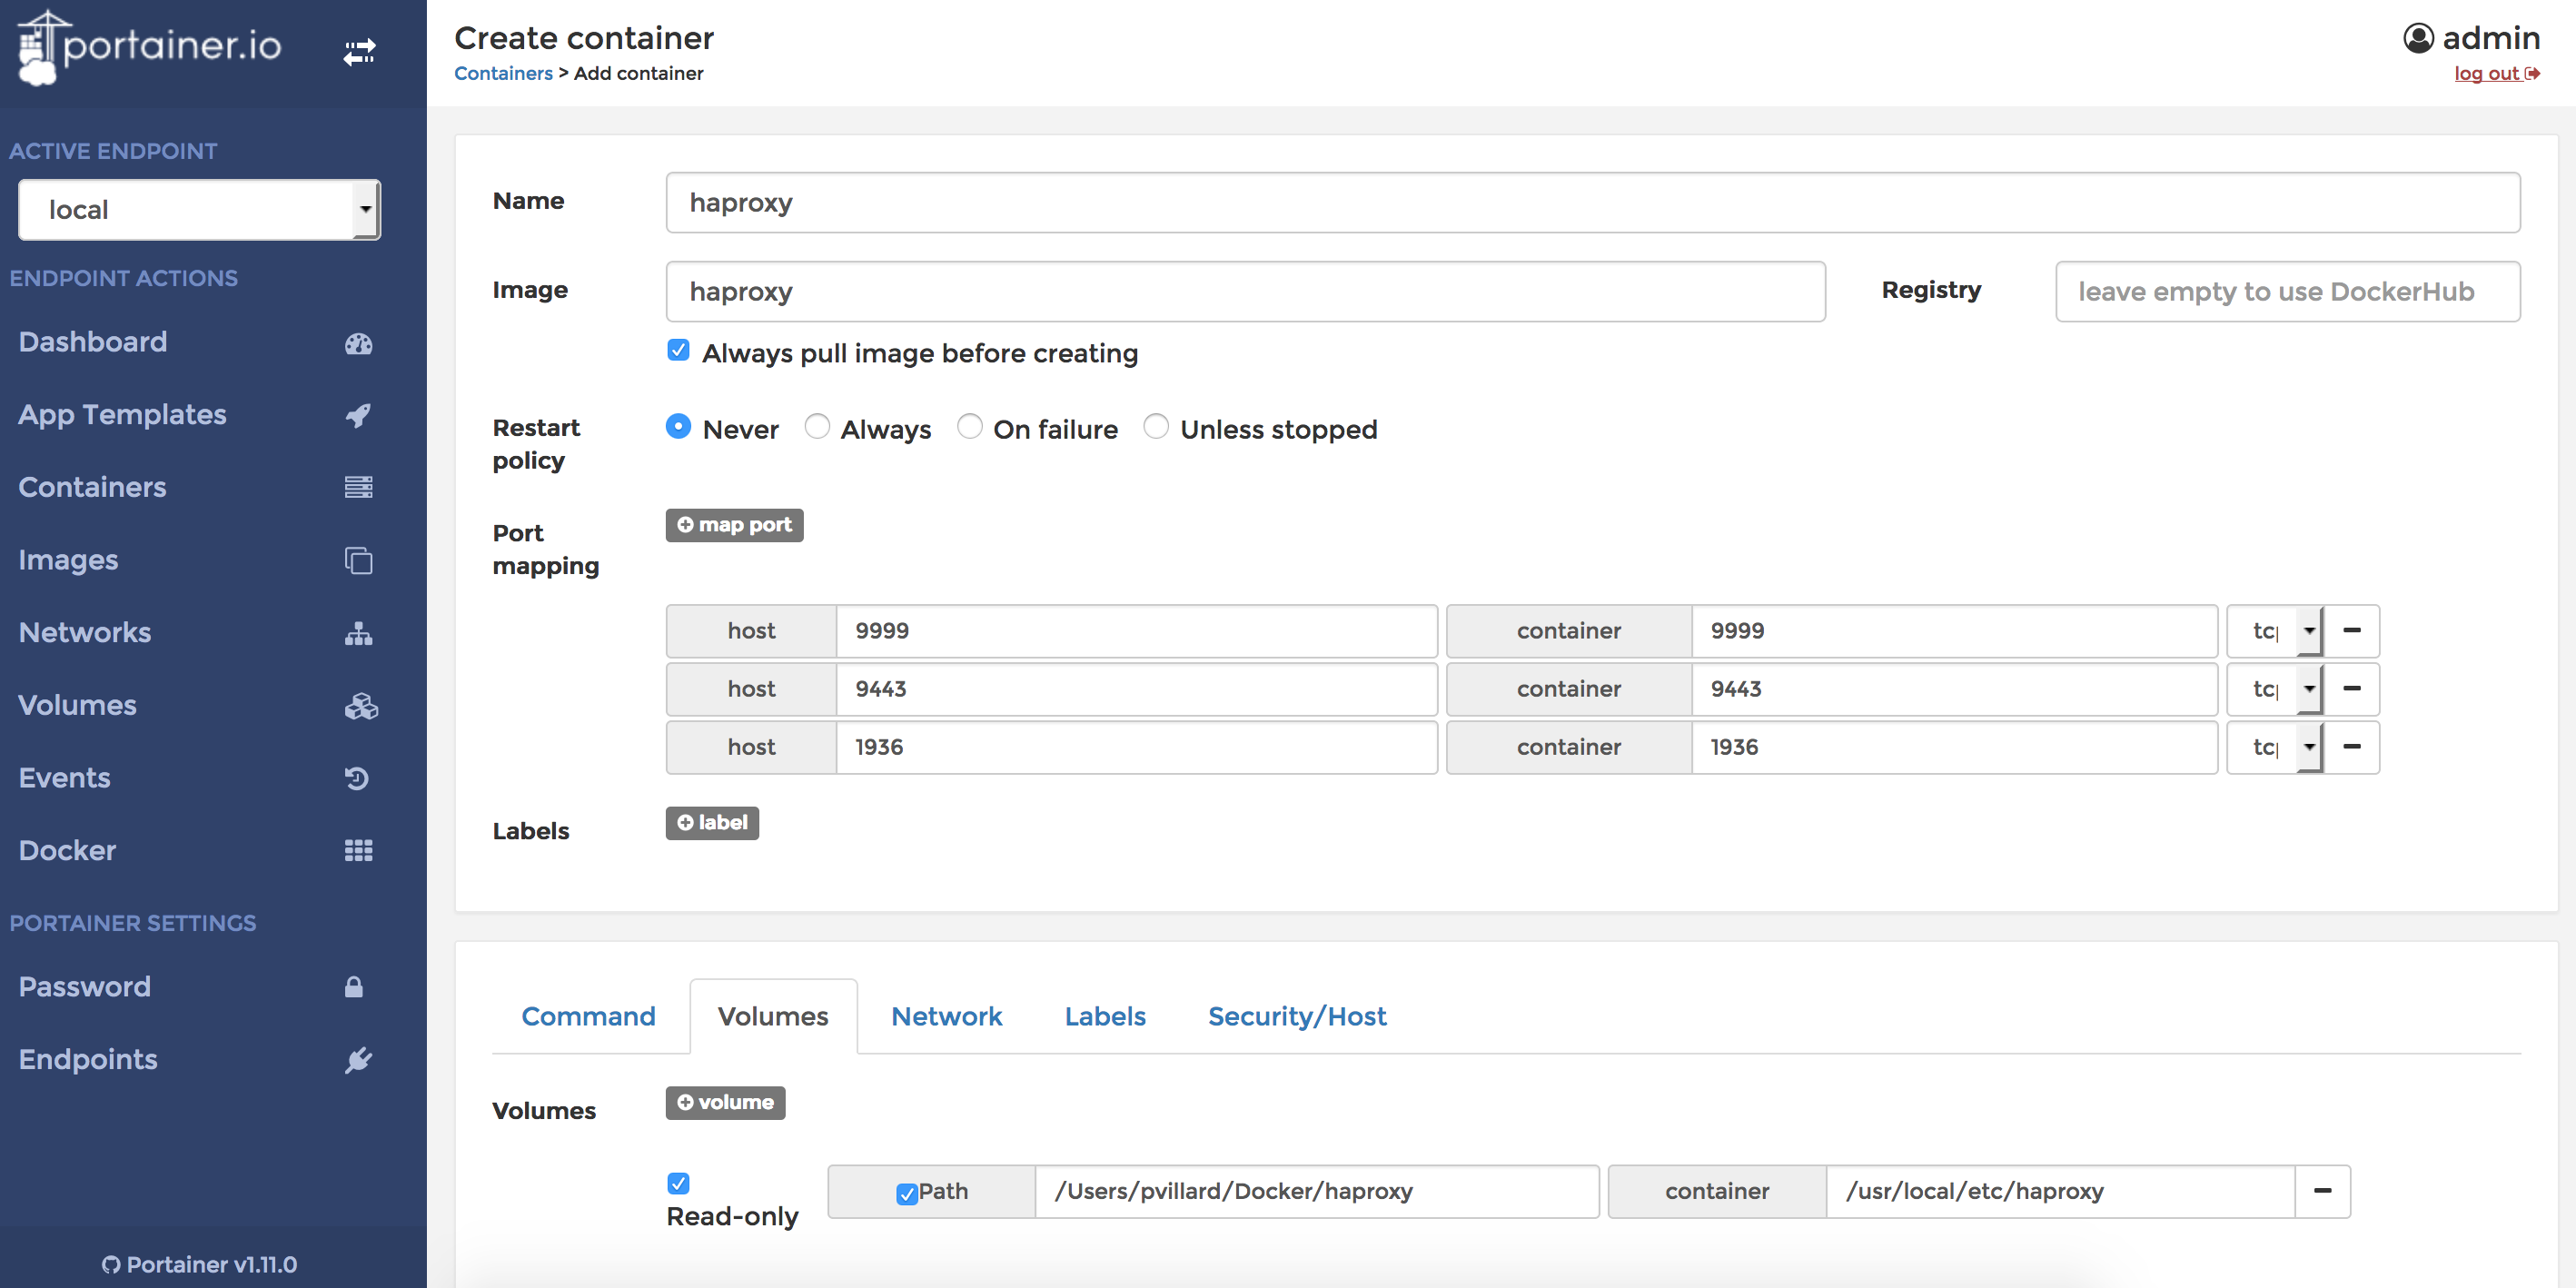 portainer.io
ACTIVE ENDPOINT
local
ENDPOINT ACTIONS
Dashboard
App Templates
Containers
Images
Networks
Volumes
Events
Docker
PORTAINER SETTINGS
Password
Endpoints
Portainer v1.11.0
Create container
Containers > Add container
admin
log out
Name haproxy
Image haproxy Registry leave empty to use DockerHub
Always pull image before creating
Restart policy Never Always On failure Unless stopped
Port mapping map port
host 9999 container 9999 tcp
host 9443 container 9443 tcp
host 1936 container 1936 tcp
Labels label
Command Volumes Network Labels Security/Host
Volumes volume
Read-only Path /Users/pvillard/Docker/haproxy container /usr/local/etc/haproxy